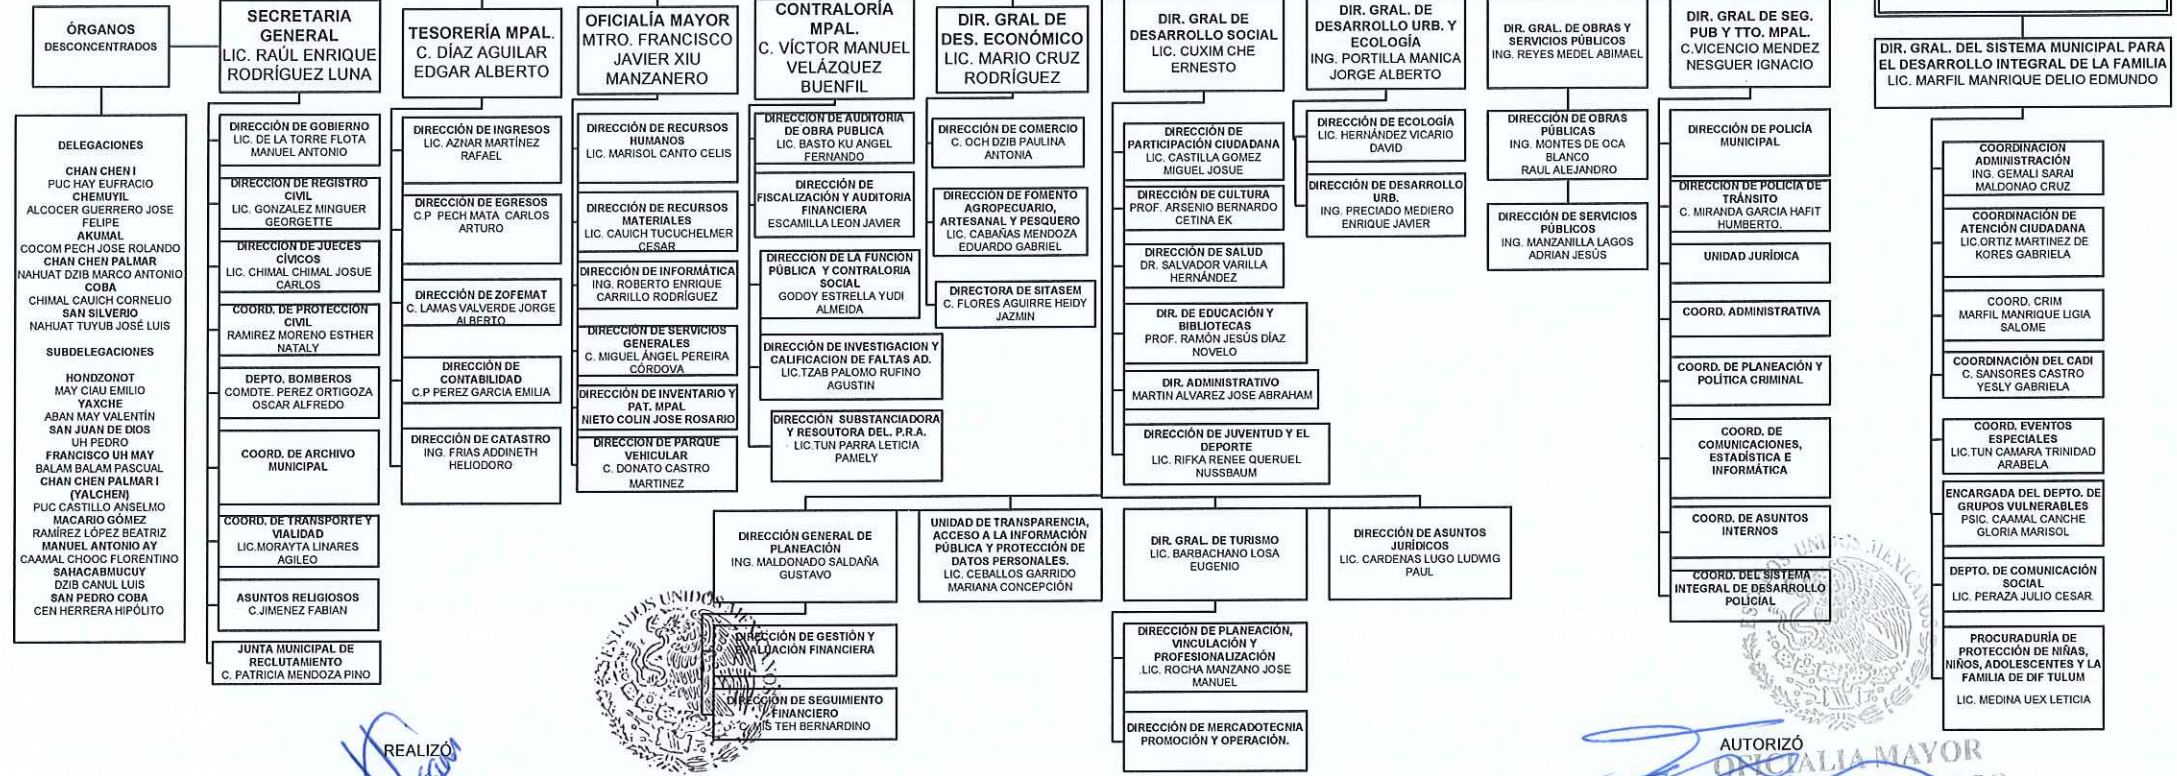 ÓRGANOS
DESCONCENTRADOS
DELEGACIONES
CHAN CHEN I
PUC HAY EUFRACIO
CHEMUYIL
ALCOCER GUERRERO JOSE
FELIPE
AKUMAL
COCOM PECH JOSE ROLANDO
CHAN CHEN PALMAR
NAHUAT DZIB MARCO ANTONIO
COBA
CHIMAL CAUICH CORNELIO
SAN SILVERIO
NAHUAT TUYUB JOSÉ LUIS
SUBDELEGACIONES
HONDZONOT
MAY CIAU EMILIO
YAXCHE
ABAN MAY VALENTÍN
SAN JUAN DE DIOS
UH PEDRO
FRANCISCO UH MAY
BALAM BALAM PASCUAL
CHAN CHEN PALMAR I
(YALCHEN)
PUC CASTILLO ANSELMO
MACARIO GÓMEZ
RAMÍREZ LÓPEZ BEATRIZ
MANUEL ANTONIO AY
CAAMAL CHOOC FLORENTINO
SAHACABMUCUY
DZIB CANUL LUIS
SAN PEDRO COBA
CEN HERRERA HIPÓLITO
SECRETARIA
GENERAL
LIC. RAÚL ENRIQUE
RODRÍGUEZ LUNA
DIRECCIÓN DE GOBIERNO
LIC. DE LA TORRE FLOTA
MANUEL ANTONIO
DIRECCIÓN DE REGISTRO
CIVIL
LIC. GONZALEZ MINGUER
GEORGETTE
DIRECCIÓN DE JUECES
CÍVICOS
LIC. CHIMAL CHIMAL JOSUE
CARLOS
COORD. DE PROTECCIÓN
CIVIL
RAMIREZ MORENO ESTHER
NATALY
DEPTO. BOMBEROS
COMDTE. PEREZ ORTIGOZA
OSCAR ALFREDO
COORD. DE ARCHIVO
MUNICIPAL
COORD. DE TRANSPORTE Y
VIALIDAD
LIC.MORAYTA LINARES
AGILEO
ASUNTOS RELIGIOSOS
C.JIMENEZ FABIAN
JUNTA MUNICIPAL DE
RECLUTAMIENTO
C. PATRICIA MENDOZA PINO
TESORERÍA MPAL.
C. DÍAZ AGUILAR
EDGAR ALBERTO
DIRECCIÓN DE INGRESOS
LIC. AZNAR MARTÍNEZ
RAFAEL
DIRECCIÓN DE EGRESOS
C.P PECH MATA CARLOS
ARTURO
DIRECCIÓN DE ZOFEMAT
C. LAMAS VALVERDE JORGE
ALBERTO
DIRECCIÓN DE
CONTABILIDAD
C.P PEREZ GARCIA EMILIA
DIRECCIÓN DE CATASTRO
ING. FRIAS ADDINETH
HELIODORO
OFICIALÍA MAYOR
MTRO. FRANCISCO
JAVIER XIU
MANZANERO
DIRECCIÓN DE RECURSOS
HUMANOS
LIC. MARISOL CANTO CELIS
DIRECCIÓN DE RECURSOS
MATERIALES
LIC. CAUICH TUCUCHELMER
CESAR
DIRECCIÓN DE INFORMÁTICA
ING. ROBERTO ENRIQUE
CARRILLO RODRÍGUEZ
DIRECCIÓN DE SERVICIOS
GENERALES
C. MIGUEL ÁNGEL PEREIRA
CÓRDOVA
DIRECCIÓN DE INVENTARIO Y
PAT. MPAL
NIETO COLIN JOSE ROSARIO
DIRECCION DE PARQUE
VEHICULAR
C. DONATO CASTRO
MARTINEZ
CONTRALORÍA
MPAL.
C. VÍCTOR MANUEL
VELÁZQUEZ
BUENFIL
DIRECCIÓN DE AUDITORIA
DE OBRA PUBLICA
LIC. BASTO KU ANGEL
FERNANDO
DIRECCIÓN DE
FISCALIZACIÓN Y AUDITORIA
FINANCIERA
ESCAMILLA LEON JAVIER
DIRECCIÓN DE LA FUNCIÓN
PÚBLICA Y CONTRALORIA
SOCIAL
GODOY ESTRELLA YUDI
ALMEIDA
DIRECCIÓN DE INVESTIGACION Y
CALIFICACION DE FALTAS AD.
LIC.TZAB PALOMO RUFINO
AGUSTIN
DIRECCIÓN SUBSTANCIADORA
Y RESOUTORA DEL. P.R.A.
LIC.TUN PARRA LETICIA
PAMELY
DIR. GRAL DE
DES. ECONÓMICO
LIC. MARIO CRUZ
RODRÍGUEZ
DIRECCIÓN DE COMERCIO
C. OCH DZIB PAULINA
ANTONIA
DIRECCIÓN DE FOMENTO
AGROPECUARIO,
ARTESANAL Y PESQUERO
LIC. CABAÑAS MENDOZA
EDUARDO GABRIEL
DIRECTORA DE SITASEM
C. FLORES AGUIRRE HEIDY
JAZMIN
DIR. GRAL DE
DESARROLLO SOCIAL
LIC. CUXIM CHE
ERNESTO
DIRECCIÓN DE
PARTICIPACIÓN CIUDADANA
LIC. CASTILLA GOMEZ
MIGUEL JOSUE
DIRECCIÓN DE CULTURA
PROF. ARSENIO BERNARDO
CETINA EK
DIRECCIÓN DE SALUD
DR. SALVADOR VARILLA
HERNÁNDEZ
DIR. DE EDUCACIÓN Y
BIBLIOTECAS
PROF. RAMÓN JESÚS DÍAZ
NOVELO
DIR. ADMINISTRATIVO
MARTIN ALVAREZ JOSE ABRAHAM
DIRECCIÓN DE JUVENTUD Y EL
DEPORTE
LIC. RIFKA RENEE QUERUEL
NUSSBAUM
DIR. GRAL. DE
DESARROLLO URB. Y
ECOLOGÍA
ING. PORTILLA MANICA
JORGE ALBERTO
DIRECCIÓN DE ECOLOGÍA
LIC. HERNÁNDEZ VICARIO
DAVID
DIRECCIÓN DE DESARROLLO
URB.
ING. PRECIADO MEDIERO
ENRIQUE JAVIER
DIR. GRAL. DE OBRAS Y
SERVICIOS PÚBLICOS
ING. REYES MEDEL ABIMAEL
DIRECCIÓN DE OBRAS
PÚBLICAS
ING. MONTES DE OCA
BLANCO
RAUL ALEJANDRO
DIRECCIÓN DE SERVICIOS
PÚBLICOS
ING. MANZANILLA LAGOS
ADRIAN JESÚS
DIR. GRAL DE SEG.
PUB Y TTO. MPAL.
C.VICENCIO MENDEZ
NESGUER IGNACIO
DIRECCIÓN DE POLICÍA
MUNICIPAL
DIRECCIÓN DE POLICIA DE
TRÁNSITO
C. MIRANDA GARCIA HAFIT
HUMBERTO.
UNIDAD JURÍDICA
COORD. ADMINISTRATIVA
COORD. DE PLANEACIÓN Y
POLÍTICA CRIMINAL
COORD. DE
COMUNICACIONES,
ESTADÍSTICA E
INFORMÁTICA
COORD. DE ASUNTOS
INTERNOS
COORD. DEL SISTEMA
INTEGRAL DE DESARROLLO
POLICIAL
DIR. GRAL. DEL SISTEMA MUNICIPAL PARA
EL DESARROLLO INTEGRAL DE LA FAMILIA
LIC. MARFIL MANRIQUE DELIO EDMUNDO
COORDINACION
ADMINISTRACIÓN
ING. GEMALI SARAI
MALDONAO CRUZ
COORDINACIÓN DE
ATENCIÓN CIUDADANA
LIC.ORTIZ MARTINEZ DE
KORES GABRIELA
COORD. CRIM
MARFIL MANRIQUE LIGIA
SALOME
COORDINACIÓN DEL CADI
C. SANSORES CASTRO
YESLY GABRIELA
COORD. EVENTOS
ESPECIALES
LIC.TUN CAMARA TRINIDAD
ARABELA
ENCARGADA DEL DEPTO. DE
GRUPOS VULNERABLES
PSIC. CAAMAL CANCHE
GLORIA MARISOL
DEPTO. DE COMUNICACIÓN
SOCIAL
LIC. PERAZA JULIO CESAR.
PROCURADURÍA DE
PROTECCIÓN DE NIÑAS,
NIÑOS, ADOLESCENTES Y LA
FAMILIA DE DIF TULUM
LIC. MEDINA UEX LETICIA
DIRECCIÓN GENERAL DE
PLANEACIÓN
ING. MALDONADO SALDAÑA
GUSTAVO
DIRECCIÓN DE GESTIÓN Y
EVALUACIÓN FINANCIERA
DIRECCIÓN DE SEGUIMIENTO
FINANCIERO
C. MIS TEH BERNARDINO
UNIDAD DE TRANSPARENCIA,
ACCESO A LA INFORMACIÓN
PÚBLICA Y PROTECCIÓN DE
DATOS PERSONALES.
LIC. CEBALLOS GARRIDO
MARIANA CONCEPCIÓN
DIR. GRAL. DE TURISMO
LIC. BARBACHANO LOSA
EUGENIO
DIRECCIÓN DE PLANEACIÓN,
VINCULACIÓN Y
PROFESIONALIZACIÓN
.LIC. ROCHA MANZANO JOSE
MANUEL
DIRECCIÓN DE MERCADOTECNIA
PROMOCIÓN Y OPERACIÓN.
DIRECCIÓN DE ASUNTOS
JURÍDICOS
LIC. CARDENAS LUGO LUDWIG
PAUL
ESTADOS UNIDOS MEXICANOS
ESTADOS UNIDOS MEXICANOS
REALIZÓ
AUTORIZÓ
OFICIALIA MAYOR